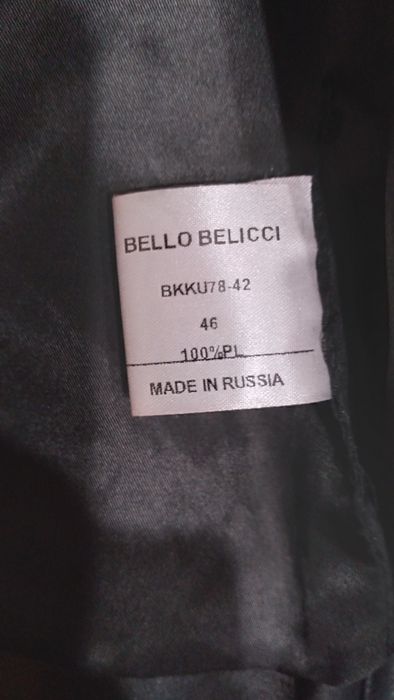 BELLO BELICCI
BKKU78-42
46
100%PL
MADE IN RUSSIA